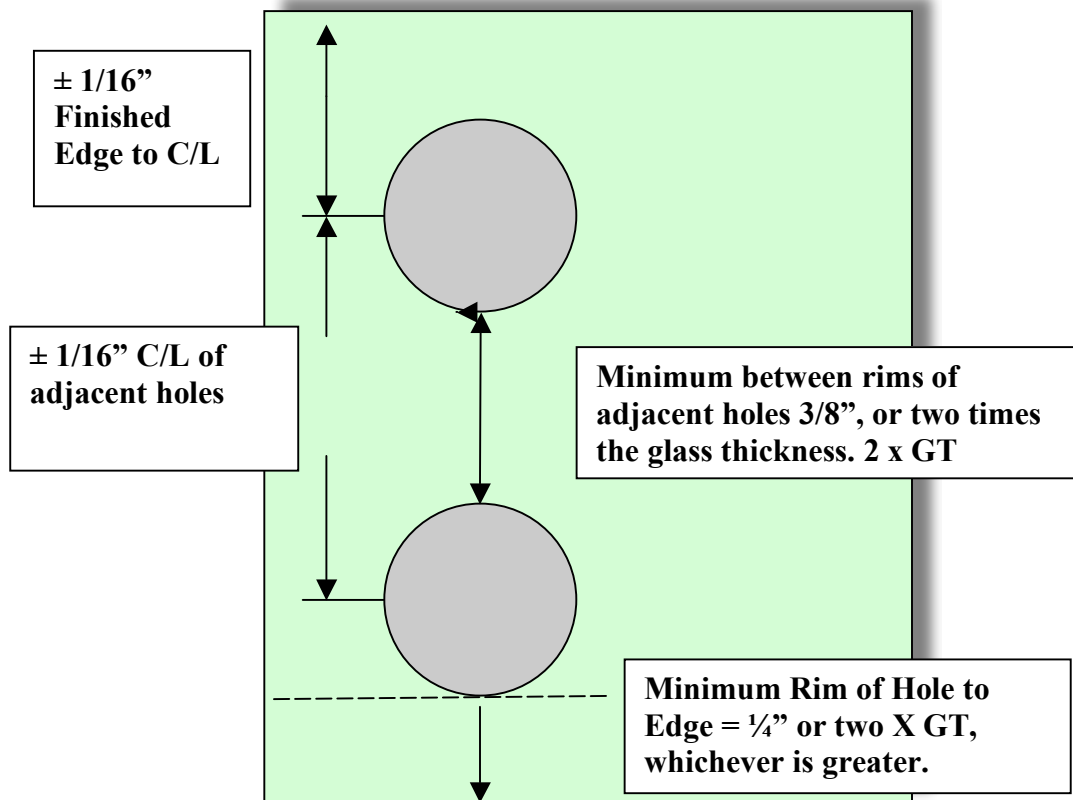 ± 1/16”
Finished
Edge to C/L
± 1/16” C/L of
adjacent holes
Minimum between rims of
adjacent holes 3/8”, or two times
the glass thickness. 2 x GT
Minimum Rim of Hole to
Edge = ¼” or two X GT,
whichever is greater.